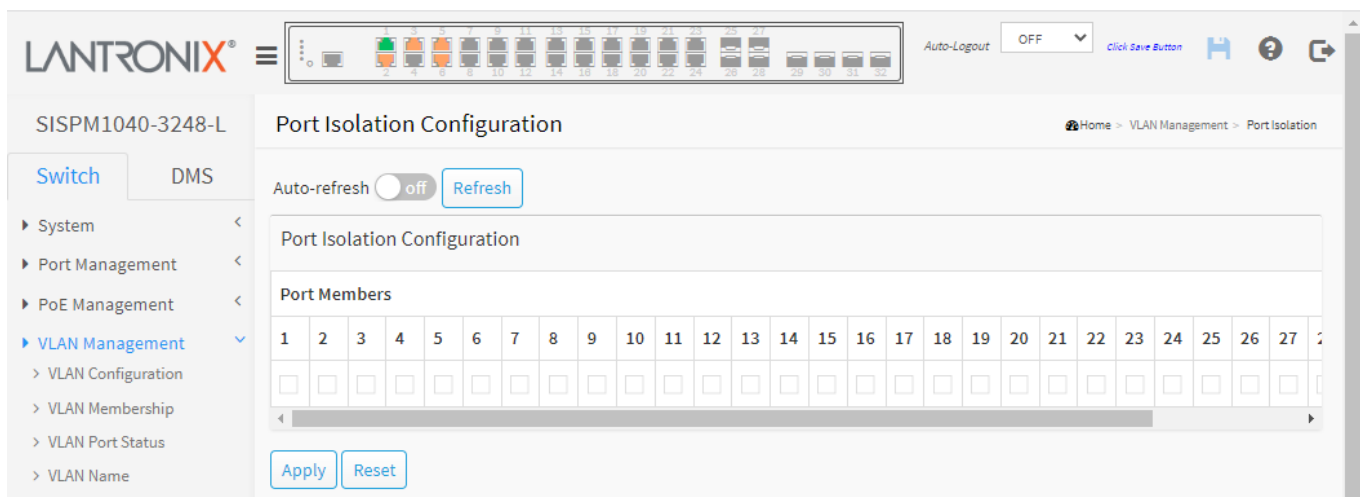 LANTRONIX®
1 3 5 7 9 11 13 15 17 19 21 23 25 27
2 4 6 8 10 12 14 16 18 20 22 24 26 28 29 30 31 32
Auto-Logout OFF Click Save Button
SISPM1040-3248-L
Port Isolation Configuration
Home > VLAN Management > Port Isolation
Switch DMS
Auto-refresh off Refresh
System
Port Management
PoE Management
VLAN Management
> VLAN Configuration
> VLAN Membership
> VLAN Port Status
> VLAN Name
Port Isolation Configuration
Port Members
1 2 3 4 5 6 7 8 9 10 11 12 13 14 15 16 17 18 19 20 21 22 23 24 25 26 27
Apply Reset